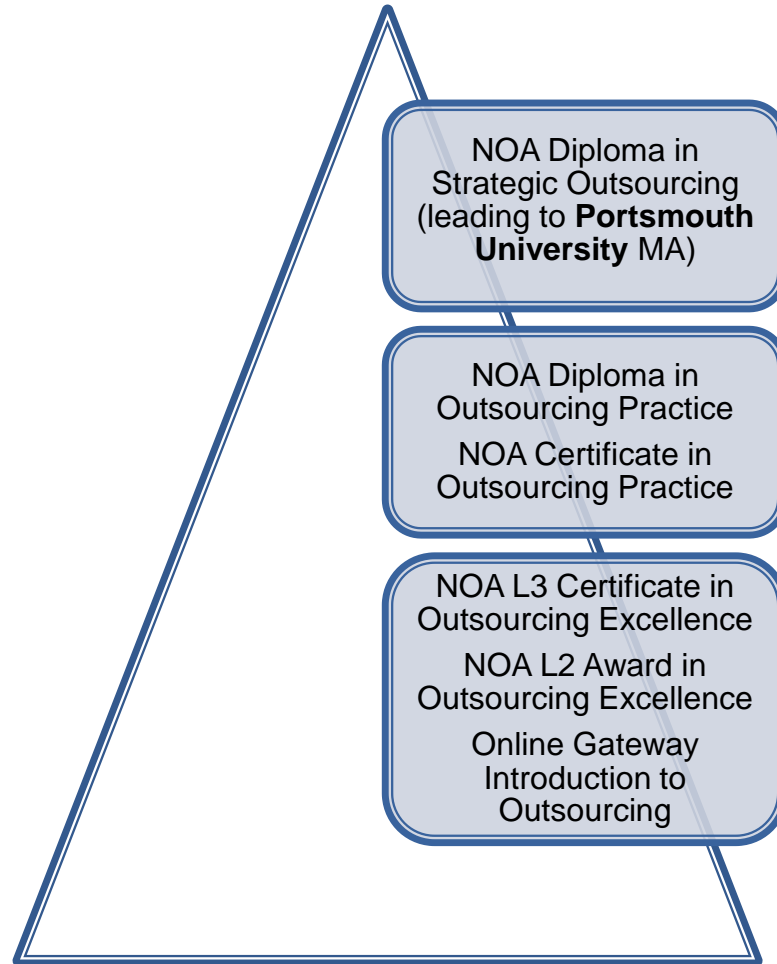 NOA Diploma in
Strategic Outsourcing
(leading to Portsmouth
University MA)
NOA Diploma in
Outsourcing Practice
NOA Certificate in
Outsourcing Practice
NOA L3 Certificate in
Outsourcing Excellence
NOA L2 Award in
Outsourcing Excellence
Online Gateway
Introduction to
Outsourcing